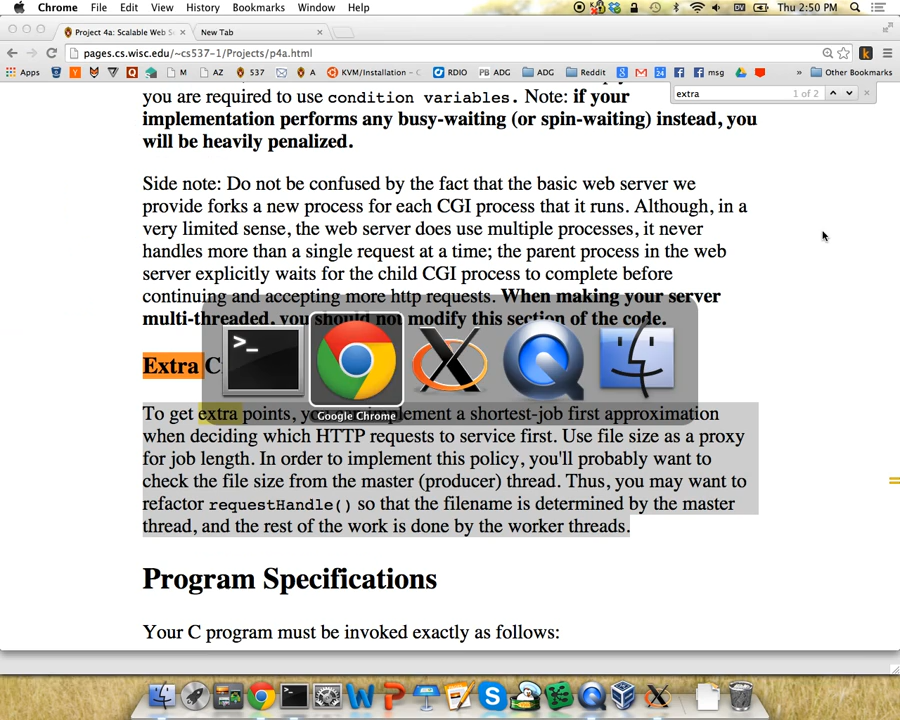 Chrome File Edit View History Bookmarks Window Help Thu 2:50 PM
Project 4a: Scalable Web S New Tab
pages.cs.wisc.edu/~cs537-1/Projects/p4a.html
Apps M AZ 537 A KVM/Installation - RDIO PB ADG ADG Reddit 24 msg » Other Bookmarks
extra 1 of 2
you are required to use condition variables. Note: if your
implementation performs any busy-waiting (or spin-waiting) instead, you
will be heavily penalized.
Side note: Do not be confused by the fact that the basic web server we
provide forks a new process for each CGI process that it runs. Although, in a
very limited sense, the web server does use multiple processes, it never
handles more than a single request at a time; the parent process in the web
server explicitly waits for the child CGI process to complete before
continuing and accepting more http requests. When making your server
multi-threaded, you should not modify this section of the code.
Extra C
Google Chrome
To get extra points, implement a shortest-job first approximation
when deciding which HTTP requests to service first. Use file size as a proxy
for job length. In order to implement this policy, you'll probably want to
check the file size from the master (producer) thread. Thus, you may want to
refactor requestHandle() so that the filename is determined by the master
thread, and the rest of the work is done by the worker threads.
Program Specifications
Your C program must be invoked exactly as follows: